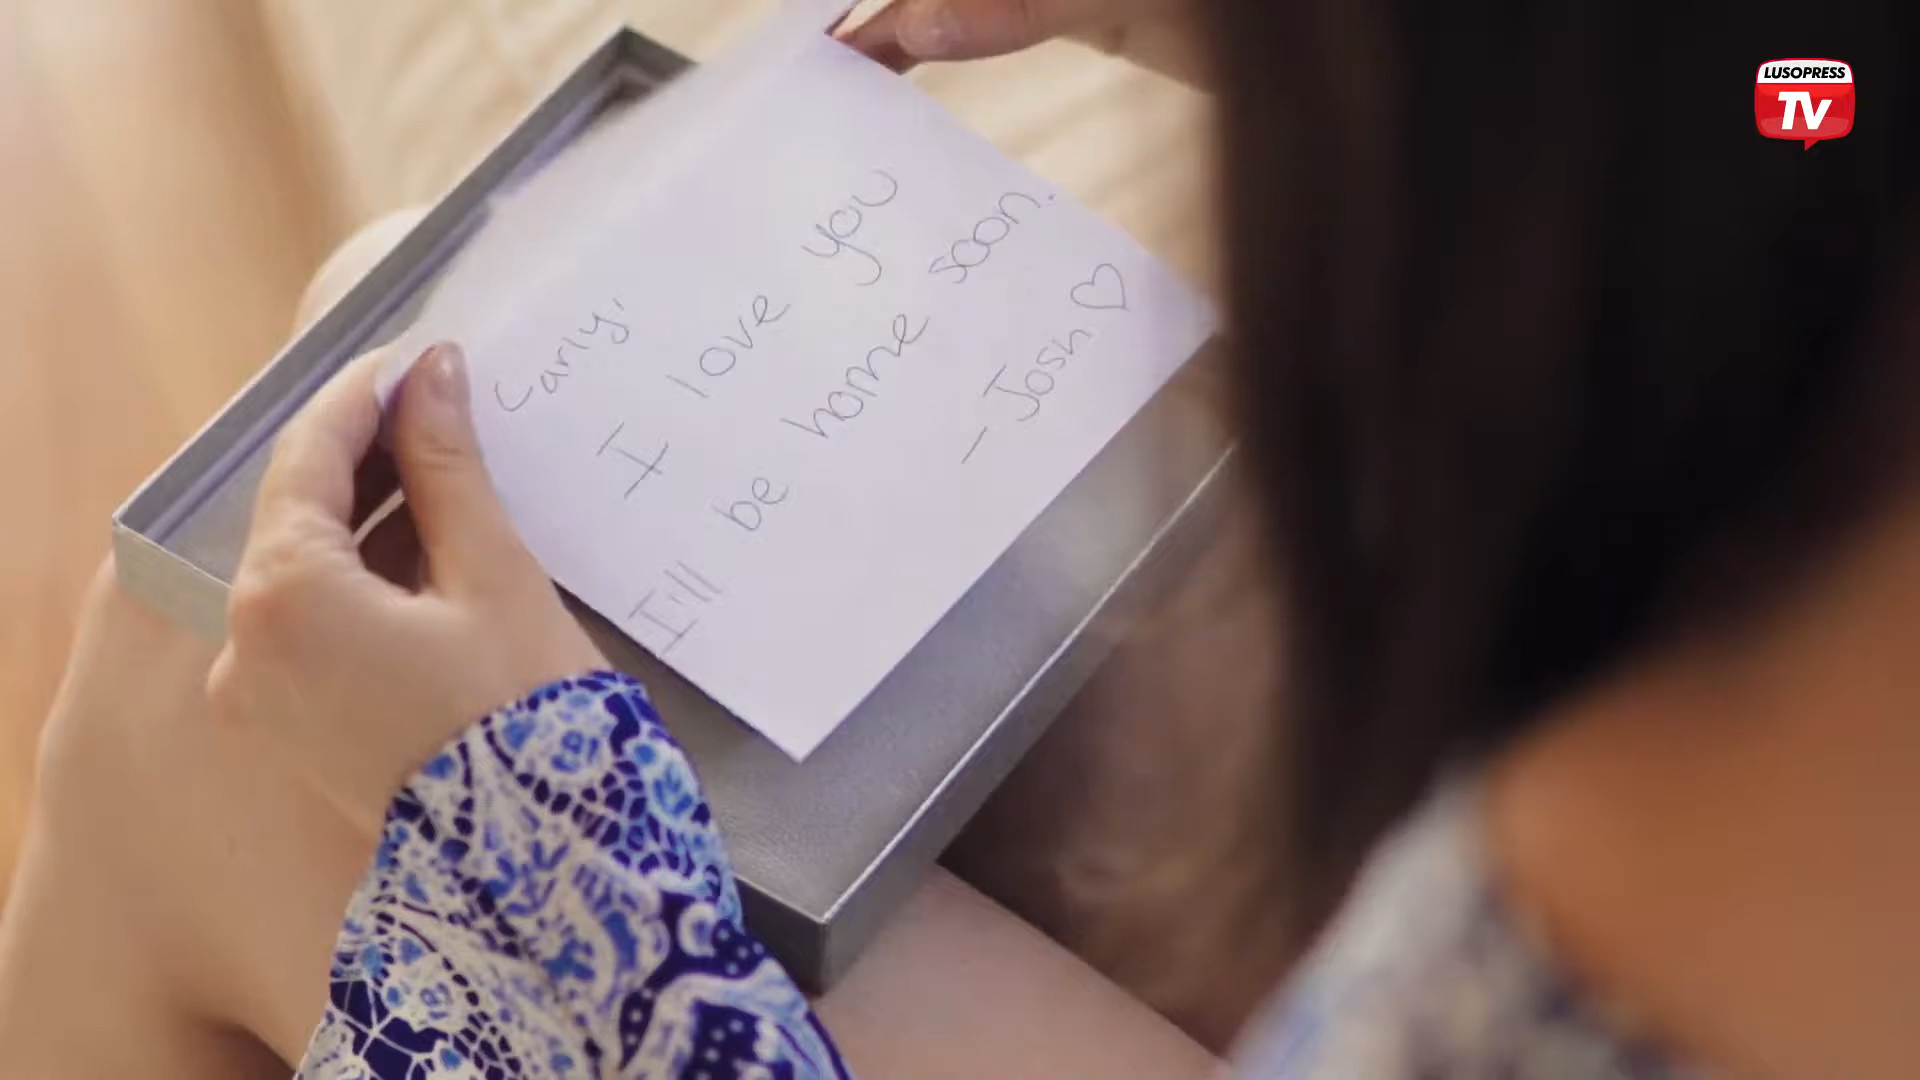 LUSOPRESS
TV
Carly,
I love you
I'll be home soon.
-Josh ♡